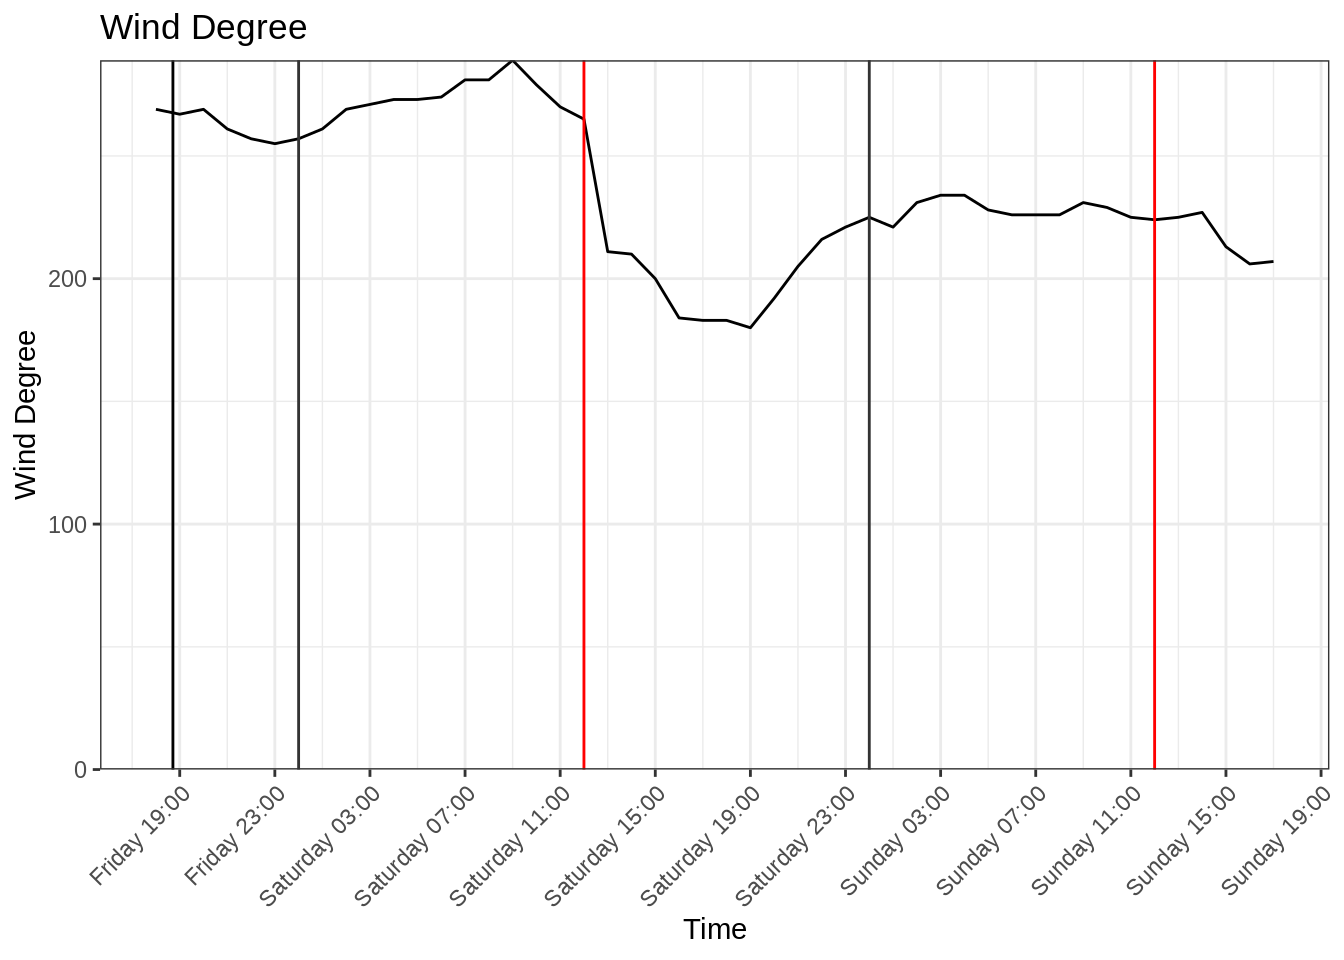 Wind Degree
Wind Degree
200
100
0
Friday 19:00
Friday 23:00
Saturday 03:00
Saturday 07:00
Saturday 11:00
Saturday 15:00
Saturday 19:00
Saturday 23:00
Sunday 03:00
Sunday 07:00
Sunday 11:00
Sunday 15:00
Sunday 19:00
Time